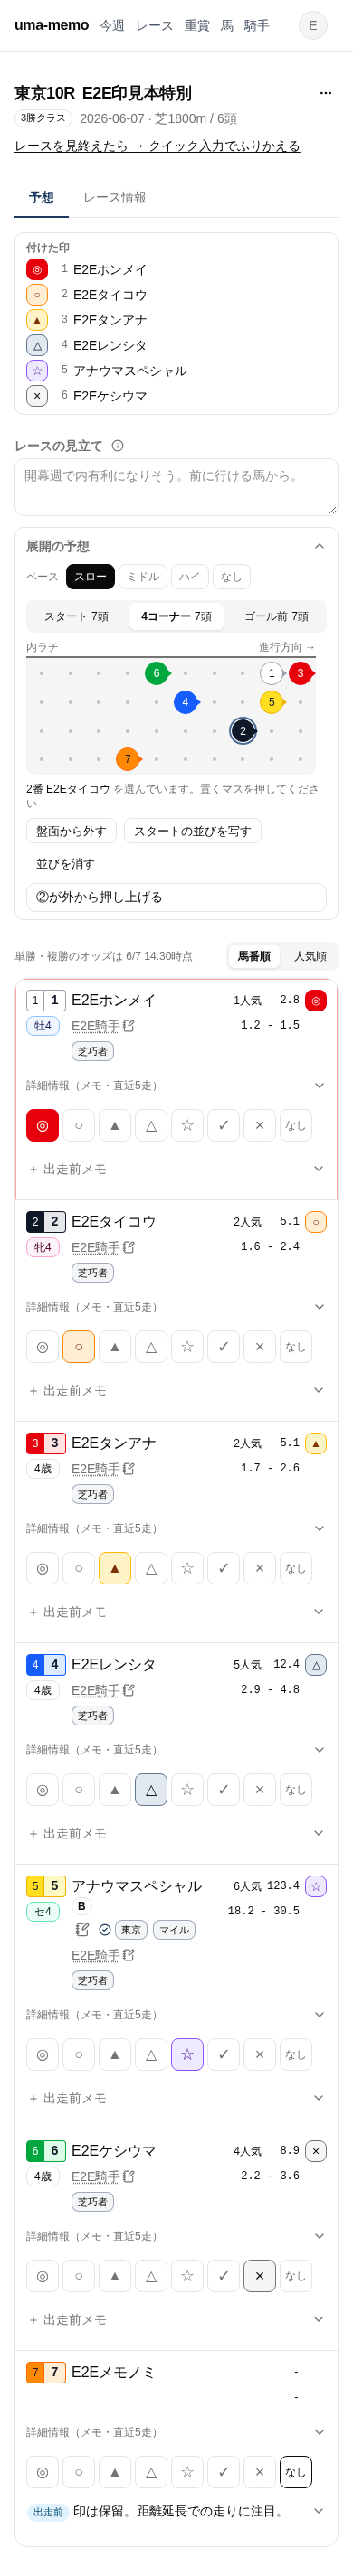 uma-memo 今週 レース 重賞 馬 騎手 E
東京10R E2E印見本特別 …
3勝クラス 2026-06-07 · 芝1800m / 6頭
レースを見終えたら → クイック入力でふりかえる
予想 レース情報
付けた印
◎ 1 E2Eホンメイ
○ 2 E2Eタイコウ
▲ 3 E2Eタンアナ
△ 4 E2Eレンシタ
☆ 5 アナウマスペシャル
× 6 E2Eケシウマ
レースの見立て
開幕週で内有利になりそう。前に行ける馬から。
展開の予想
ペース スロー ミドル ハイ なし
スタート 7頭 4コーナー 7頭 ゴール前 7頭
内ラチ 進行方向 →
6 1 3
4 5
2
7
2番 E2Eタイコウ を選んでいます。置くマスを押してくださ
い
盤面から外す スタートの並びを写す
並びを消す
②が外から押し上げる
単勝・複勝のオッズは 6/7 14:30時点 馬番順 人気順
1 1 E2Eホンメイ 1人気 2.8 ◎
牡4 E2E騎手 1.2 - 1.5
芝巧者
詳細情報（メモ・直近5走）
◎ ○ ▲ △ ☆ ✓ × なし
＋ 出走前メモ
2 2 E2Eタイコウ 2人気 5.1 ○
牝4 E2E騎手 1.6 - 2.4
芝巧者
詳細情報（メモ・直近5走）
◎ ○ ▲ △ ☆ ✓ × なし
＋ 出走前メモ
3 3 E2Eタンアナ 2人気 5.1 ▲
4歳 E2E騎手 1.7 - 2.6
芝巧者
詳細情報（メモ・直近5走）
◎ ○ ▲ △ ☆ ✓ × なし
＋ 出走前メモ
4 4 E2Eレンシタ 5人気 12.4 △
4歳 E2E騎手 2.9 - 4.8
芝巧者
詳細情報（メモ・直近5走）
◎ ○ ▲ △ ☆ ✓ × なし
＋ 出走前メモ
5 5 アナウマスペシャル 6人気 123.4 ☆
セ4 B 18.2 - 30.5
東京 マイル
E2E騎手
芝巧者
詳細情報（メモ・直近5走）
◎ ○ ▲ △ ☆ ✓ × なし
＋ 出走前メモ
6 6 E2Eケシウマ 4人気 8.9 ×
4歳 E2E騎手 2.2 - 3.6
芝巧者
詳細情報（メモ・直近5走）
◎ ○ ▲ △ ☆ ✓ × なし
＋ 出走前メモ
7 7 E2Eメモノミ -
-
詳細情報（メモ・直近5走）
◎ ○ ▲ △ ☆ ✓ × なし
出走前 印は保留。距離延長での走りに注目。